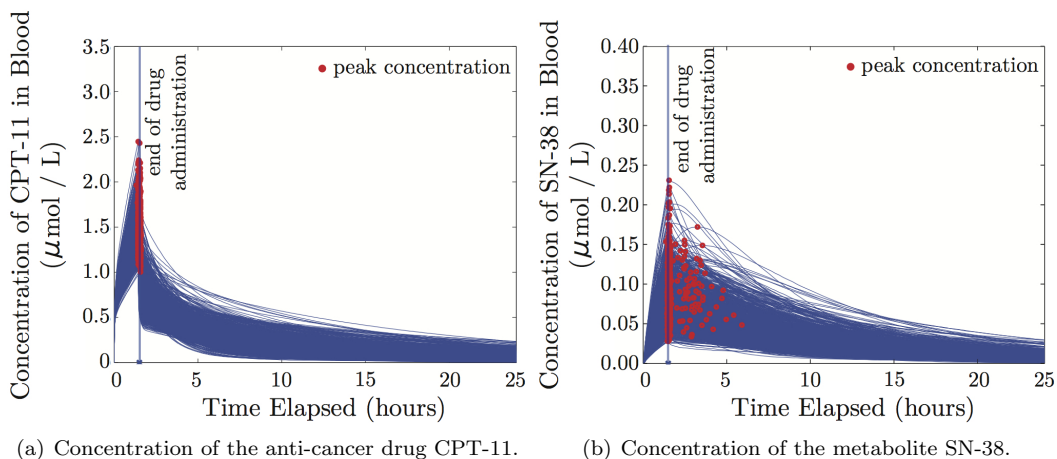 Concentration of CPT-11 in Blood
(μmol / L)
3.5
3.0
2.5
2.0
1.5
1.0
0.5
0
peak concentration
end of drug
administration
0
5
10
15
20
25
Time Elapsed (hours)
(a) Concentration of the anti-cancer drug CPT-11.
Concentration of SN-38 in Blood
(μmol / L)
0.40
0.35
0.30
0.25
0.20
0.15
0.10
0.05
0.00
peak concentration
end of drug
administration
0
5
10
15
20
25
Time Elapsed (hours)
(b) Concentration of the metabolite SN-38.